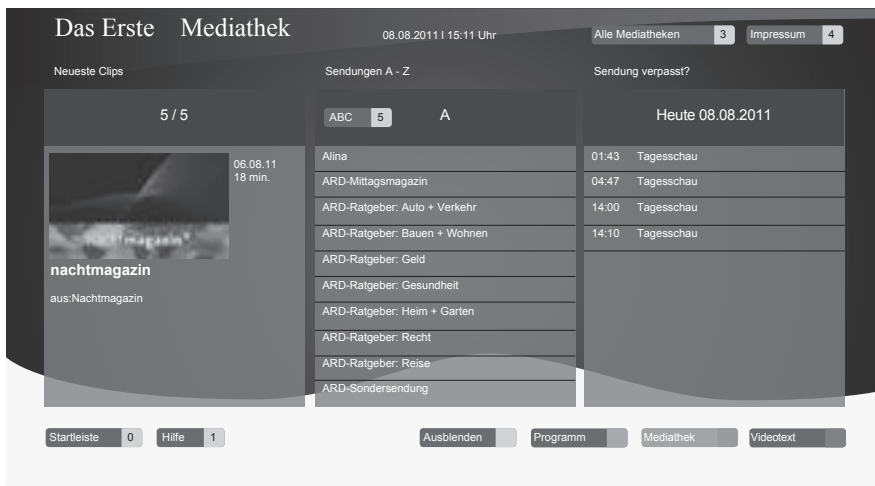 Das Erste Mediathek
08.08.2011 I 15:11 Uhr
Alle Mediatheken 3
Impressum 4
Neueste Clips
Sendungen A - Z
Sendung verpasst?
5 / 5
ABC 5
A
Heute 08.08.2011
06.08.11
18 min.
nachtmagazin
nachtmagazin
aus:Nachtmagazin
Alina
ARD-Mittagsmagazin
ARD-Ratgeber: Auto + Verkehr
ARD-Ratgeber: Bauen + Wohnen
ARD-Ratgeber: Geld
ARD-Ratgeber: Gesundheit
ARD-Ratgeber: Heim + Garten
ARD-Ratgeber: Recht
ARD-Ratgeber: Reise
ARD-Sondersendung
01:43 Tagesschau
04:47 Tagesschau
14:00 Tagesschau
14:10 Tagesschau
Startleiste 0
Hilfe 1
Ausblenden
Programm
Mediathek
Videotext